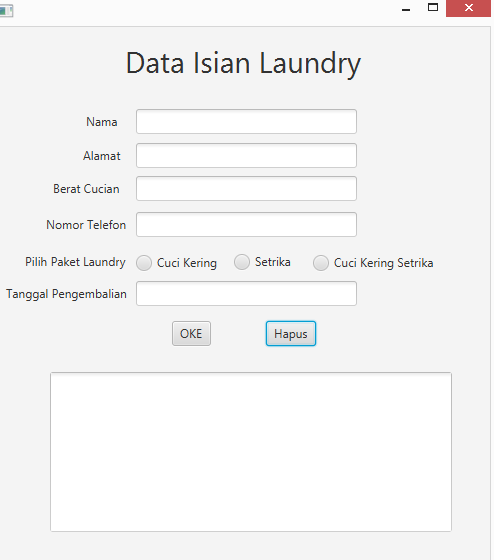 Data Isian Laundry
Nama
Alamat
Berat Cucian
Nomor Telefon
Pilih Paket Laundry Cuci Kering Setrika Cuci Kering Setrika
Tanggal Pengembalian
OKE Hapus